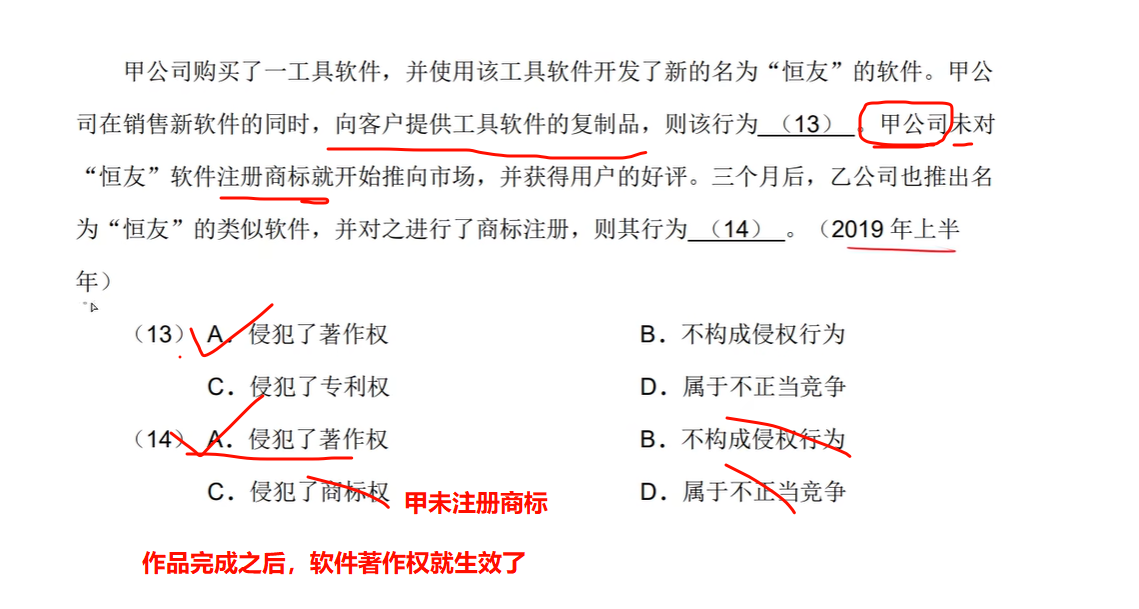 甲公司购买了一工具软件，并使用该工具软件开发了新的名为“恒友”的软件。甲公
司在销售新软件的同时，向客户提供工具软件的复制品，则该行为 （13） 。甲公司未对
“恒友”软件注册商标就开始推向市场，并获得用户的好评。三个月后，乙公司也推出名
为“恒友”的类似软件，并对之进行了商标注册，则其行为 （14） 。（2019 年上半
年）
（13） A．侵犯了著作权 B．不构成侵权行为
C．侵犯了专利权 D．属于不正当竞争
（14） A．侵犯了著作权 B．不构成侵权行为
C．侵犯了商标权 D．属于不正当竞争
甲未注册商标
作品完成之后，软件著作权就生效了